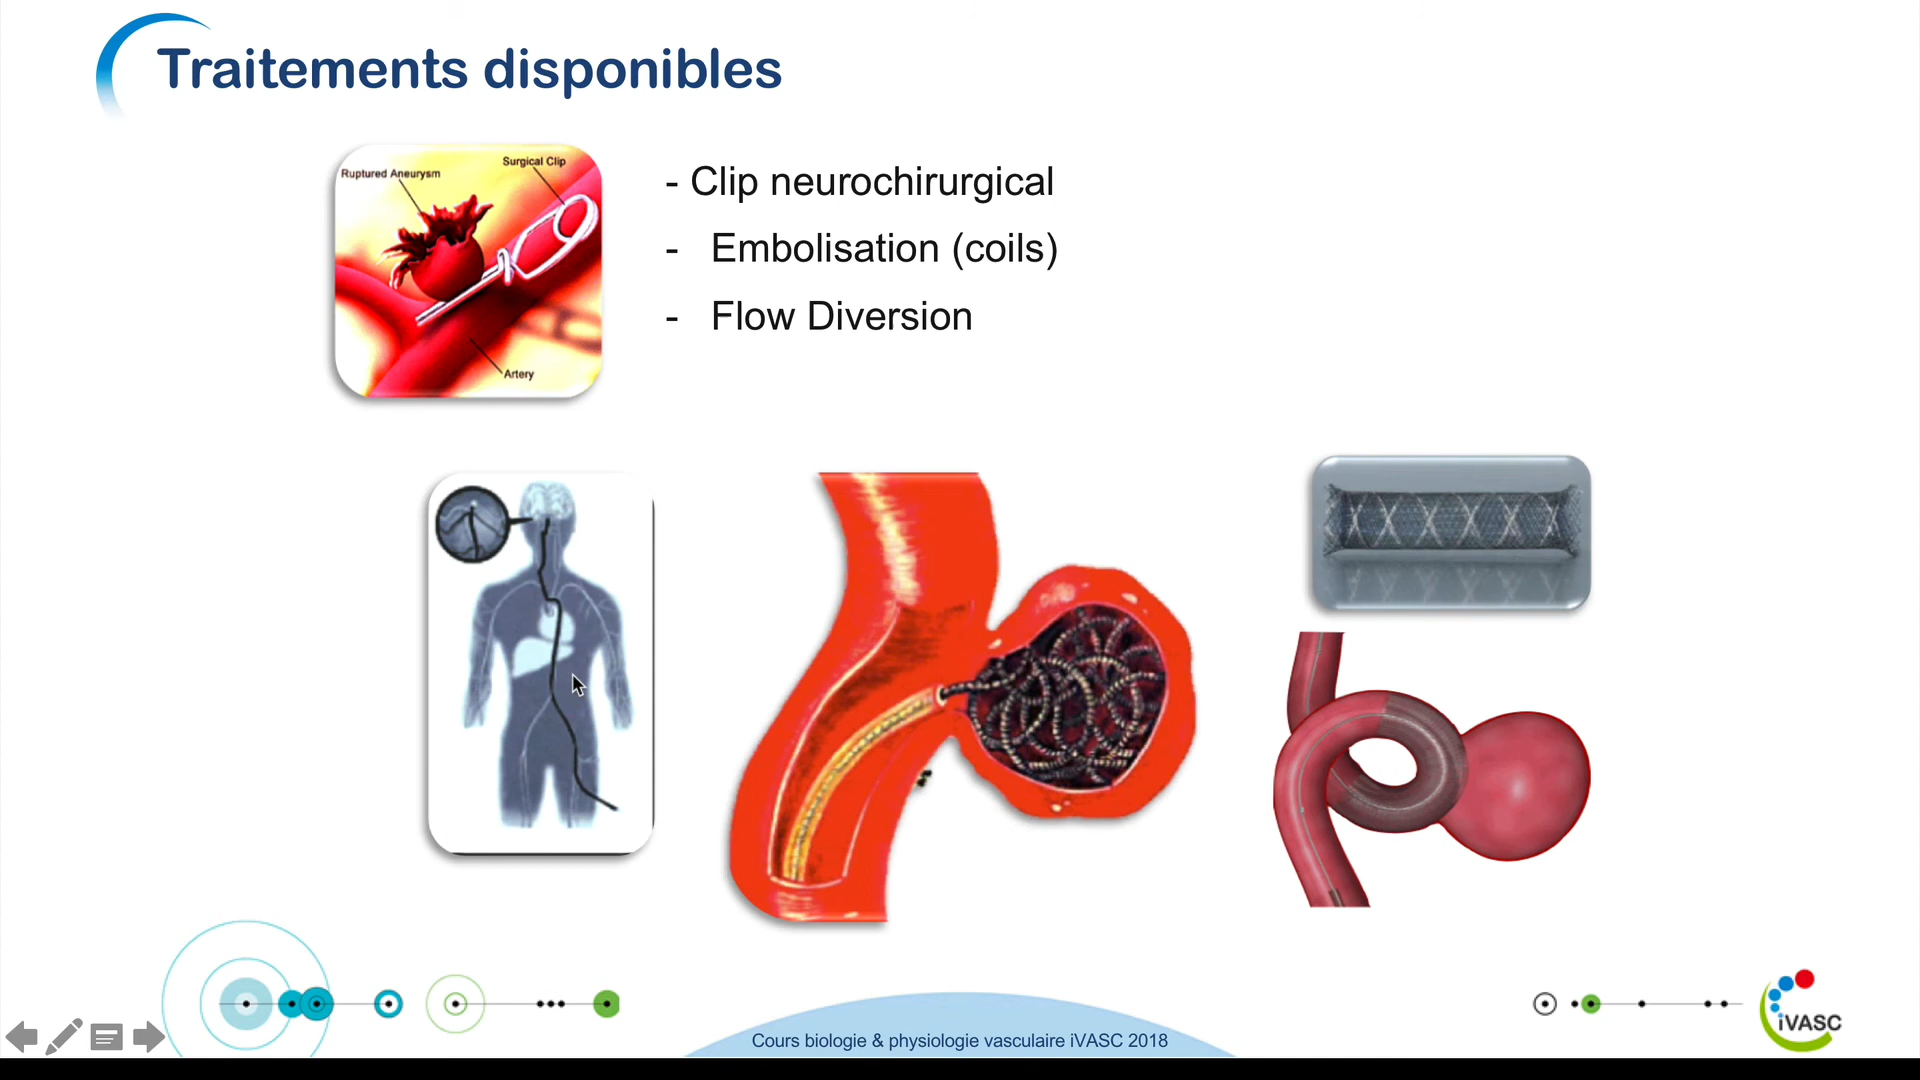 Traitements disponibles
Ruptured Aneurysm
Surgical Clip
Artery
- Clip neurochirurgical
- Embolisation (coils)
- Flow Diversion
Cours biologie & physiologie vasculaire iVASC 2018
iVASC